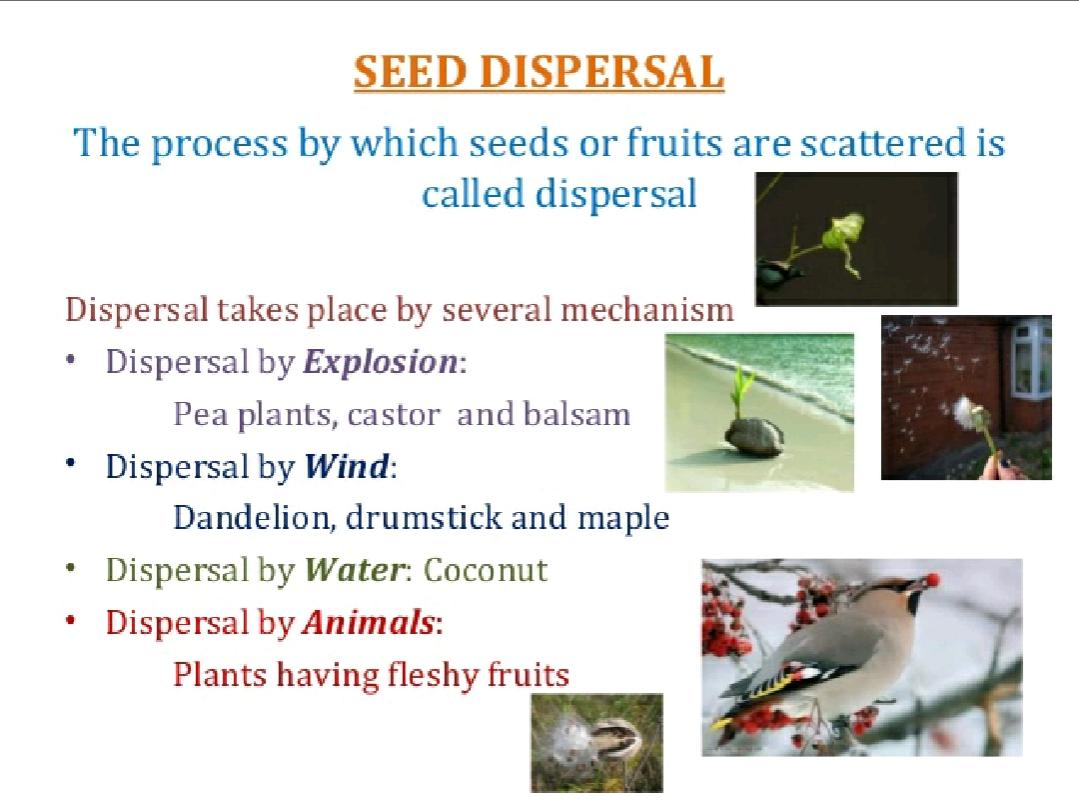 SEED DISPERSAL
The process by which seeds or fruits are scattered is
called dispersal
Dispersal takes place by several mechanism
• Dispersal by Explosion:
Pea plants, castor and balsam
• Dispersal by Wind:
Dandelion, drumstick and maple
• Dispersal by Water: Coconut
• Dispersal by Animals:
Plants having fleshy fruits